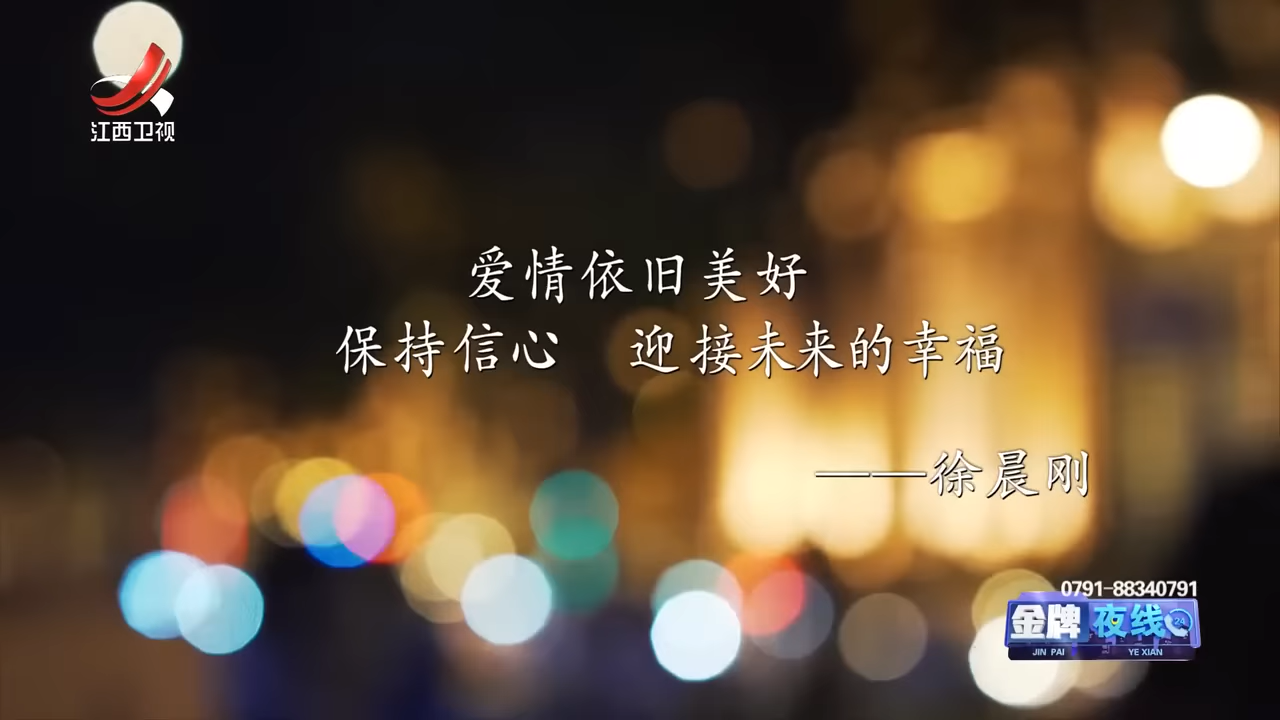 江西卫视
爱情依旧美好
保持信心 迎接未来的幸福
——徐晨刚
0791-88340791
金牌夜线
24
JIN PAI YE XIAN